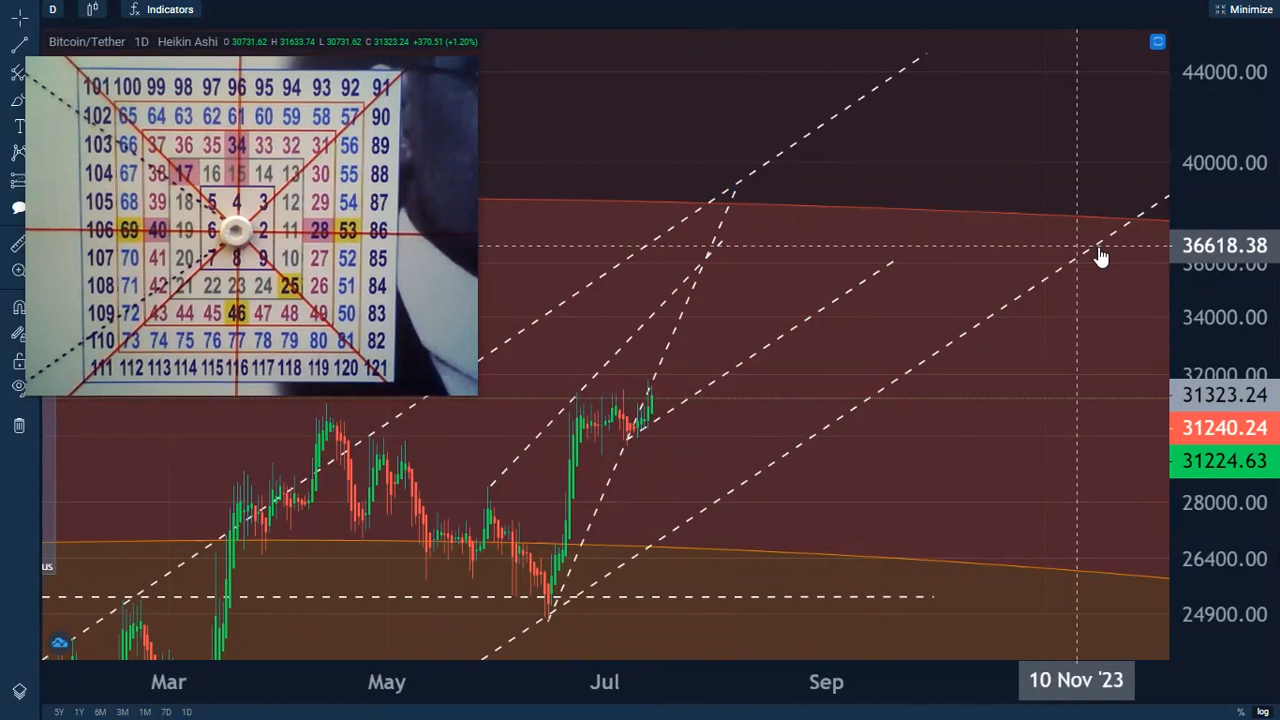 D Indicators Minimize
Bitcoin/Tether 1D Heikin Ashi O 30731.62 H 31633.74 L 30731.62 C 31323.24 +370.51 (+1.20%)
101 100 99 98 97 96 95 94 93 92 91
102 65 64 63 62 61 60 59 58 57 90
103 66 37 36 35 34 33 32 31 56 89
104 67 38 17 16 15 14 13 30 55 88
105 68 39 18 5 4 3 12 29 54 87
106 69 40 19 6 2 11 28 53 86
107 70 41 20 7 8 9 10 27 52 85
108 71 42 21 22 23 24 25 26 51 84
109 72 43 44 45 46 47 48 49 50 83
110 73 74 75 76 77 78 79 80 81 82
111 112 113 114 115 116 117 118 119 120 121
44000.00
40000.00
36618.38
36000.00
34000.00
32000.00
31323.24
31240.24
31224.63
28000.00
26400.00
24900.00
us
Mar May Jul Sep 10 Nov '23
5Y 1Y 6M 3M 1M 7D 1D % log